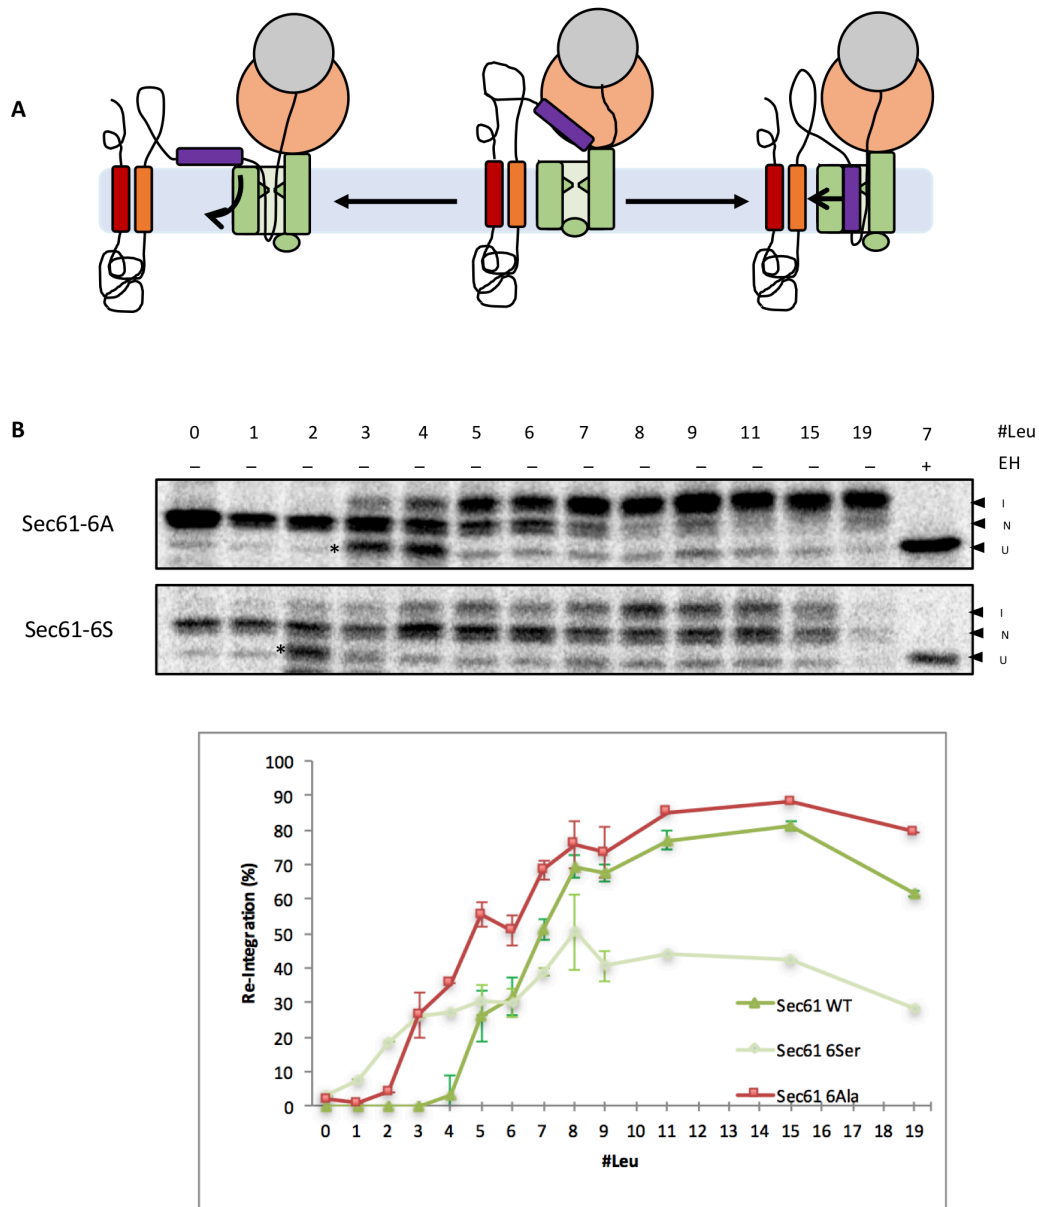 A
B
0 1 2 3 4 5 6 7 8 9 11 15 19 7 #Leu
– – – – – – – – – – – – – + EH
Sec61-6A
*
I
N
U
Sec61-6S
*
I
N
U
100
90
80
70
60
50
40
30
20
10
0
Re-Integration (%)
Sec61 WT
Sec61 6Ser
Sec61 6Ala
0 1 2 3 4 5 6 7 8 9 10 11 12 13 14 15 16 17 18 19
#Leu